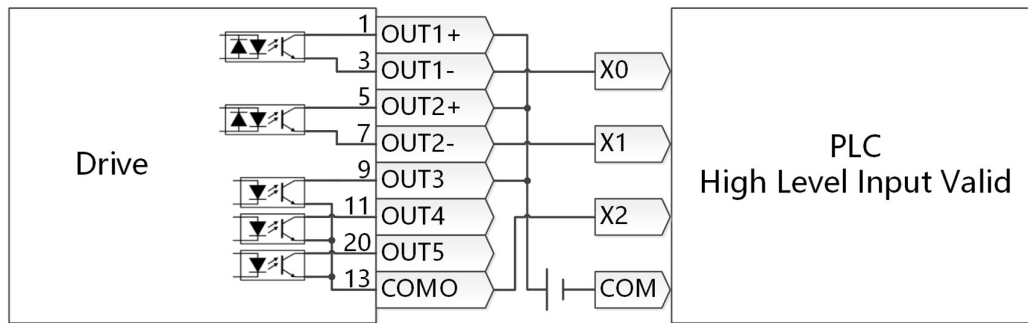 Drive
1
OUT1+
3
OUT1-
5
OUT2+
7
OUT2-
9
OUT3
11
OUT4
20
OUT5
13
COMO
X0
X1
X2
COM
PLC
High Level Input Valid